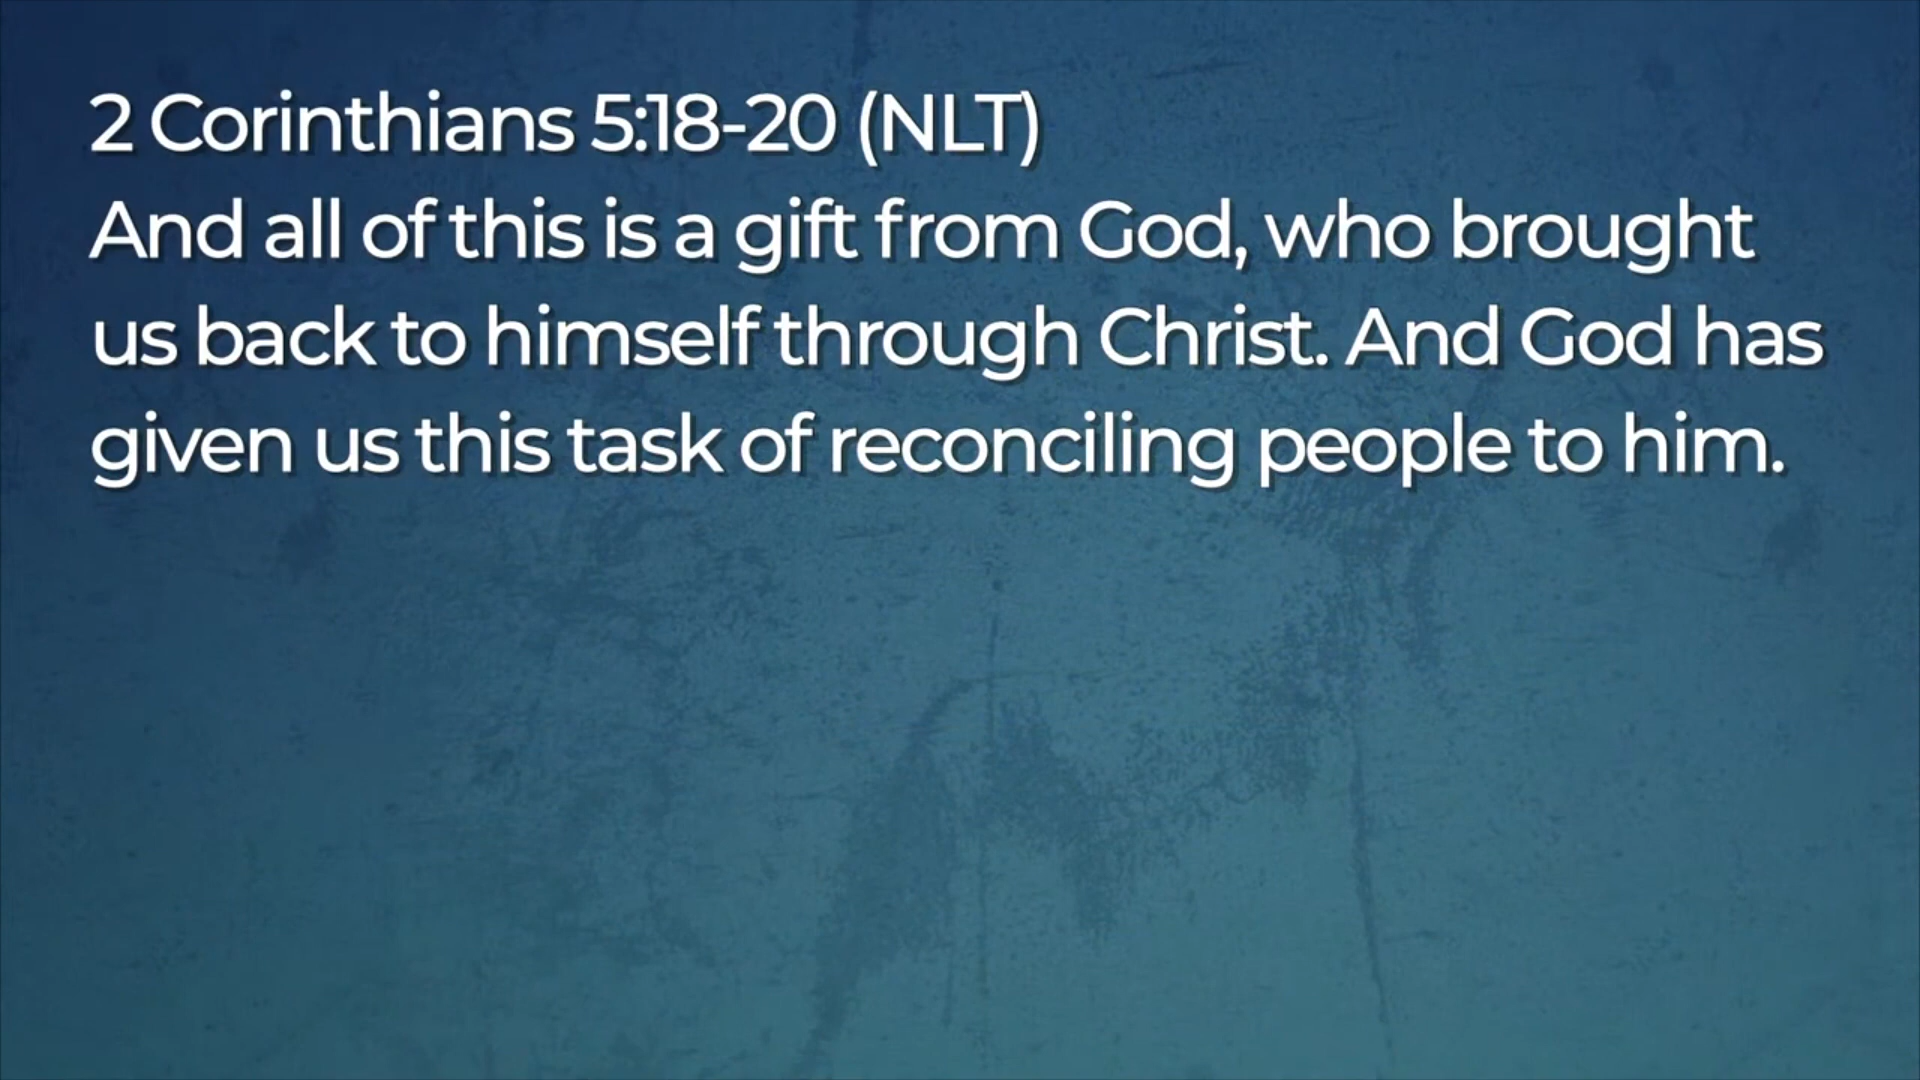 2 Corinthians 5:18-20 (NLT)
And all of this is a gift from God, who brought
us back to himself through Christ. And God has
given us this task of reconciling people to him.